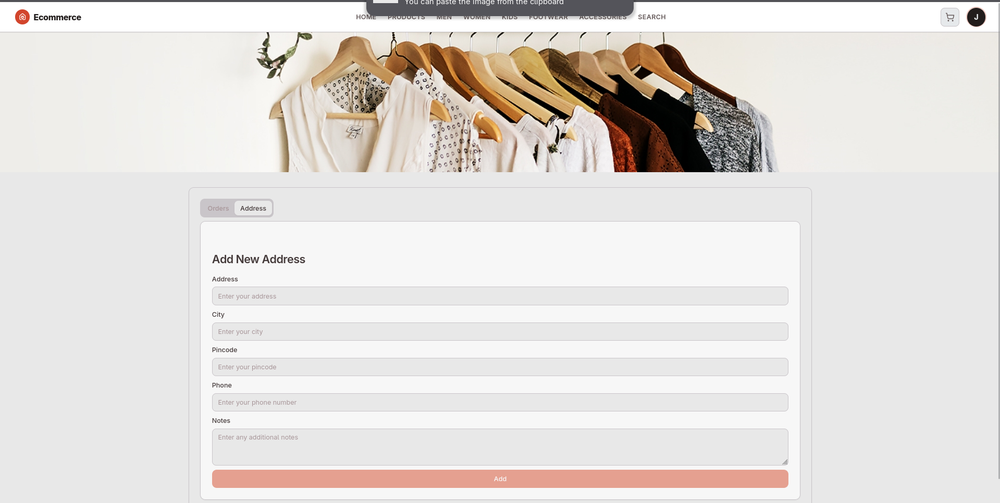 You can paste the image from the clipboard
Ecommerce
HOME PRODUCTS MEN WOMEN KIDS FOOTWEAR ACCESSORIES SEARCH
J
Orders Address
Add New Address
Address
Enter your address
City
Enter your city
Pincode
Enter your pincode
Phone
Enter your phone number
Notes
Enter any additional notes
Add